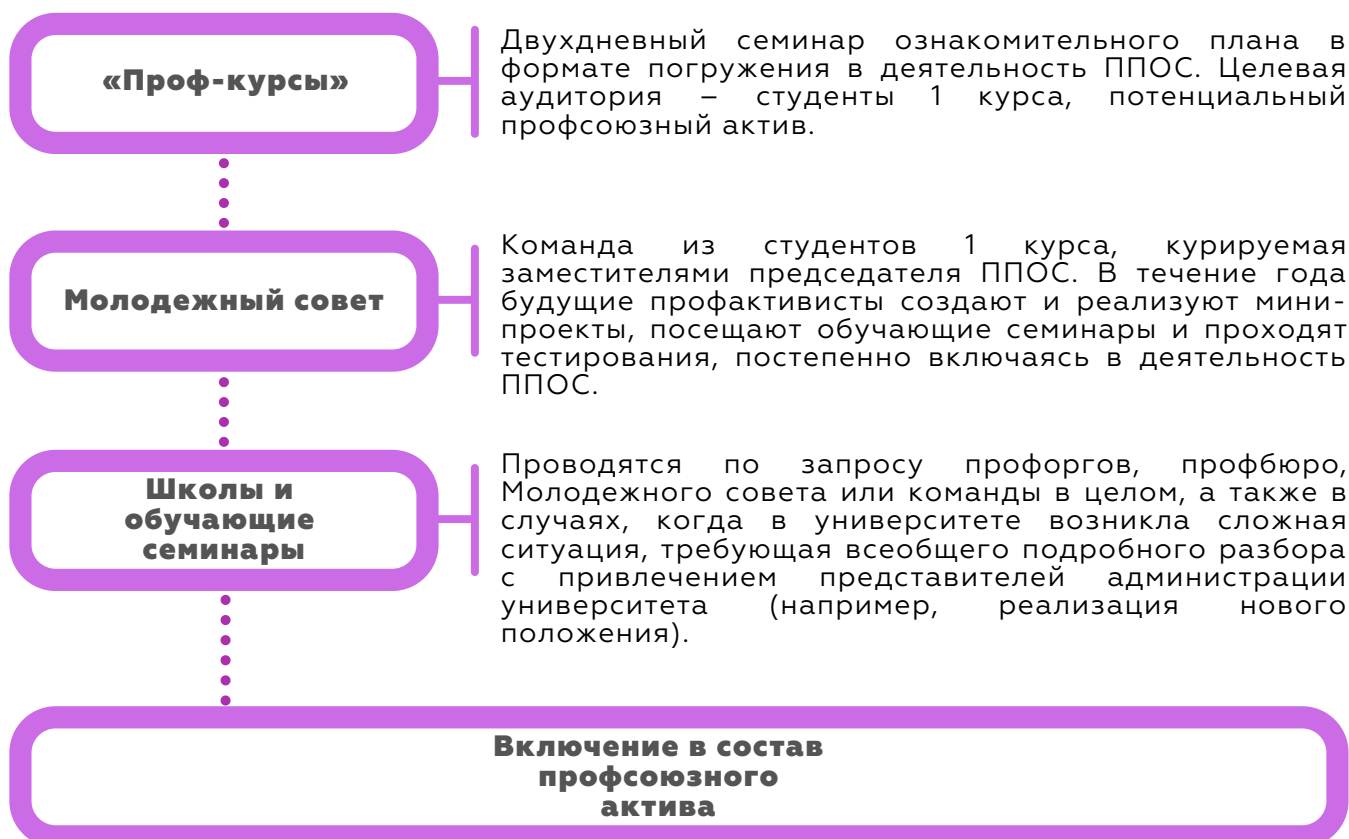 «Проф-курсы»
Двухдневный семинар ознакомительного плана в
формате погружения в деятельность ППОС. Целевая
аудитория – студенты 1 курса, потенциальный
профсоюзный актив.
Молодежный совет
Команда из студентов 1 курса, курируемая
заместителями председателя ППОС. В течение года
будущие профактивисты создают и реализуют мини-
проекты, посещают обучающие семинары и проходят
тестирования, постепенно включаясь в деятельность
ППОС.
Школы и
обучающие
семинары
Проводятся по запросу профоргов, профбюро,
Молодежного совета или команды в целом, а также в
случаях, когда в университете возникла сложная
ситуация, требующая всеобщего подробного разбора
с привлечением представителей администрации
университета (например, реализация нового
положения).
Включение в состав
профсоюзного
актива